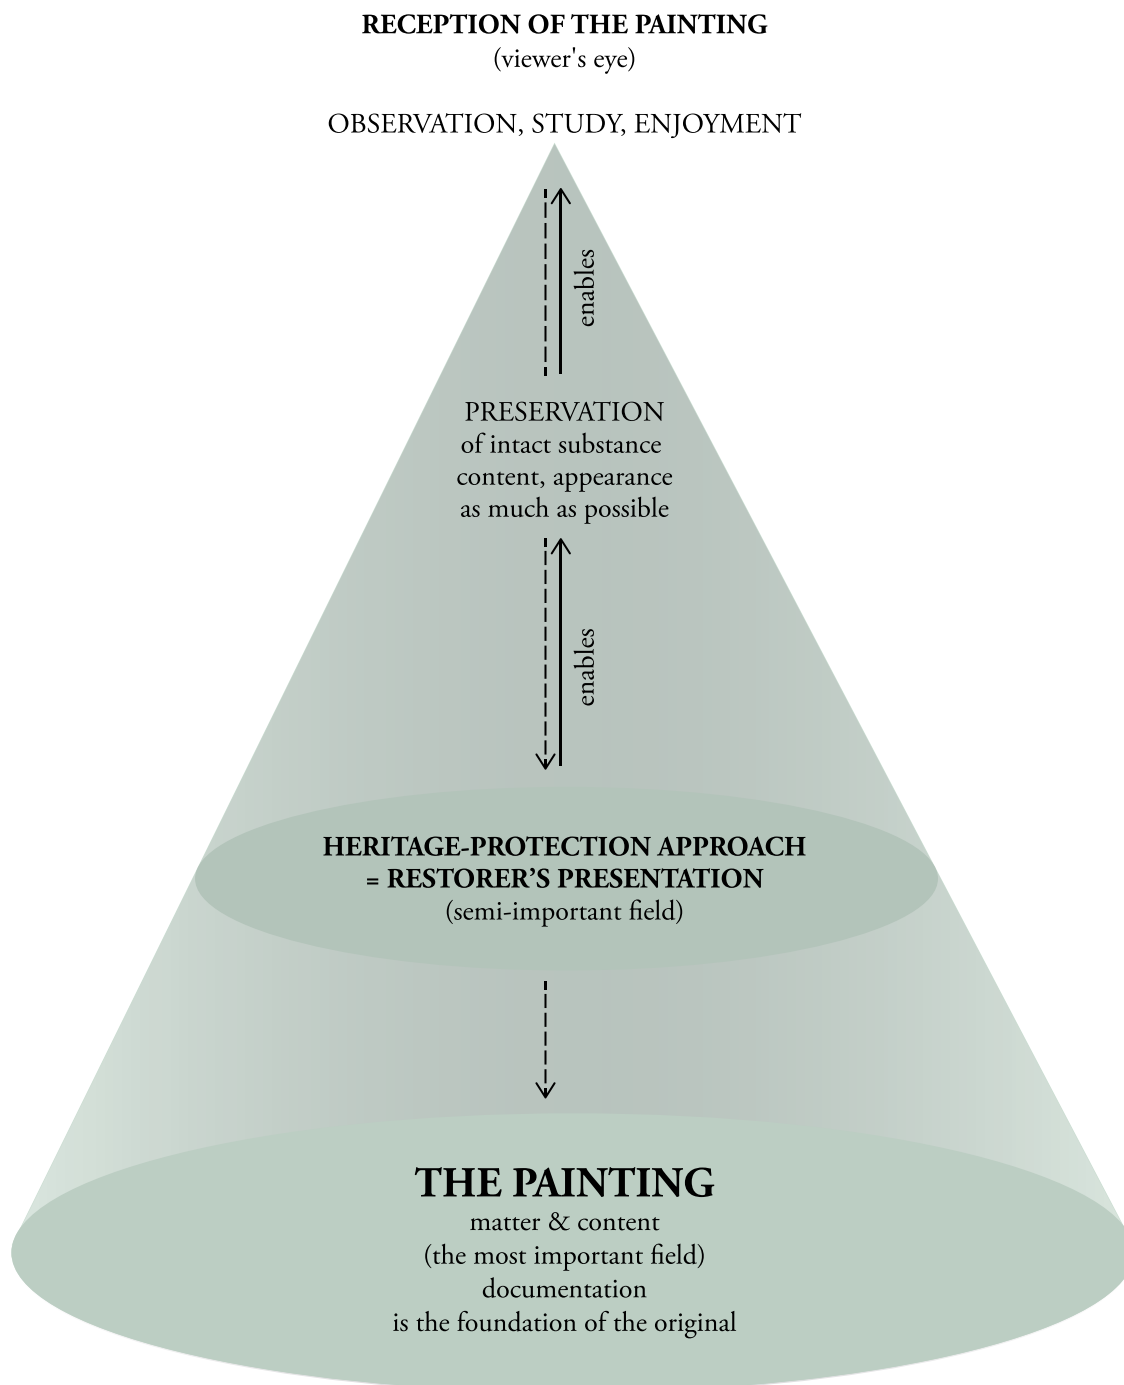 RECEPTION OF THE PAINTING
(viewer's eye)
OBSERVATION, STUDY, ENJOYMENT
enables
PRESERVATION
of intact substance
content, appearance
as much as possible
enables
HERITAGE-PROTECTION APPROACH
= RESTORER’S PRESENTATION
(semi-important field)
THE PAINTING
matter & content
(the most important field)
documentation
is the foundation of the original